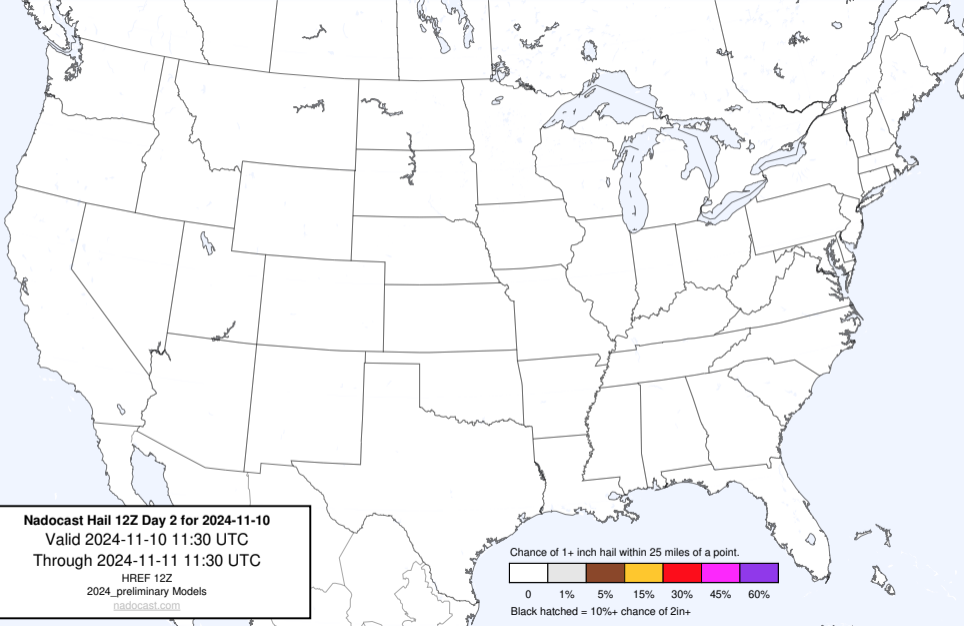 Nadocast Hail 12Z Day 2 for 2024-11-10
Valid 2024-11-10 11:30 UTC
Through 2024-11-11 11:30 UTC
HREF 12Z
2024_preliminary Models
nadocast.com
Chance of 1+ inch hail within 25 miles of a point.
0 1% 5% 15% 30% 45% 60%
Black hatched = 10%+ chance of 2in+